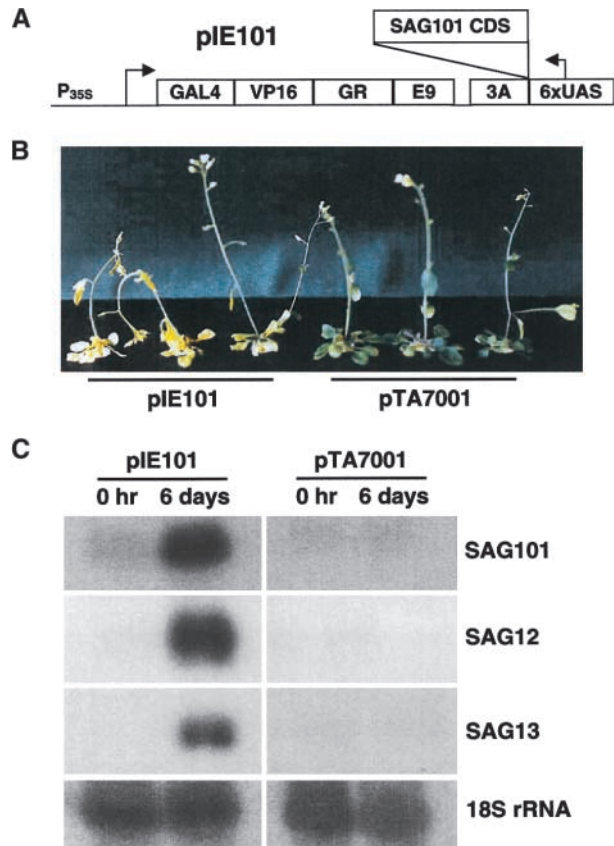 A
pIE101
SAG101 CDS
P35S
GAL4 VP16 GR E9 3A 6xUAS
B
pIE101 pTA7001
C
pIE101 pTA7001
0 hr 6 days 0 hr 6 days
SAG101
SAG12
SAG13
18S rRNA